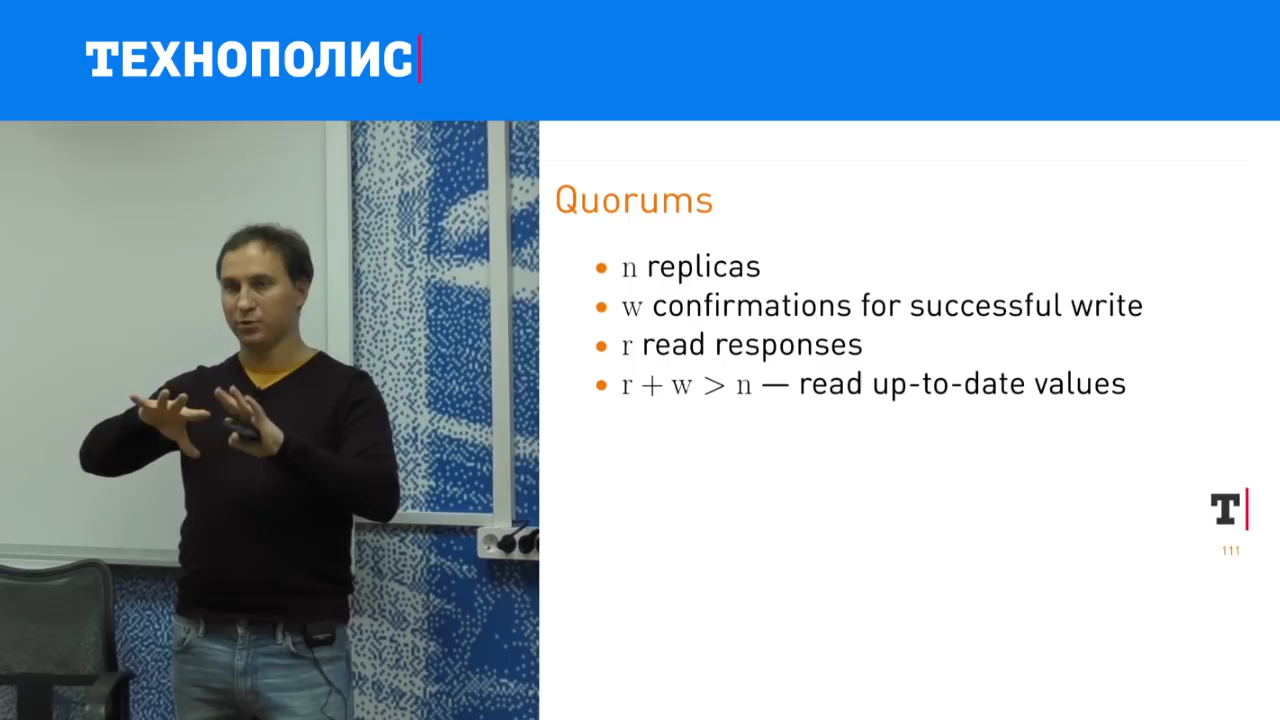 ТЕХНОПОЛИС
Quorums
n replicas
w confirmations for successful write
r read responses
r + w > n — read up-to-date values
T
111